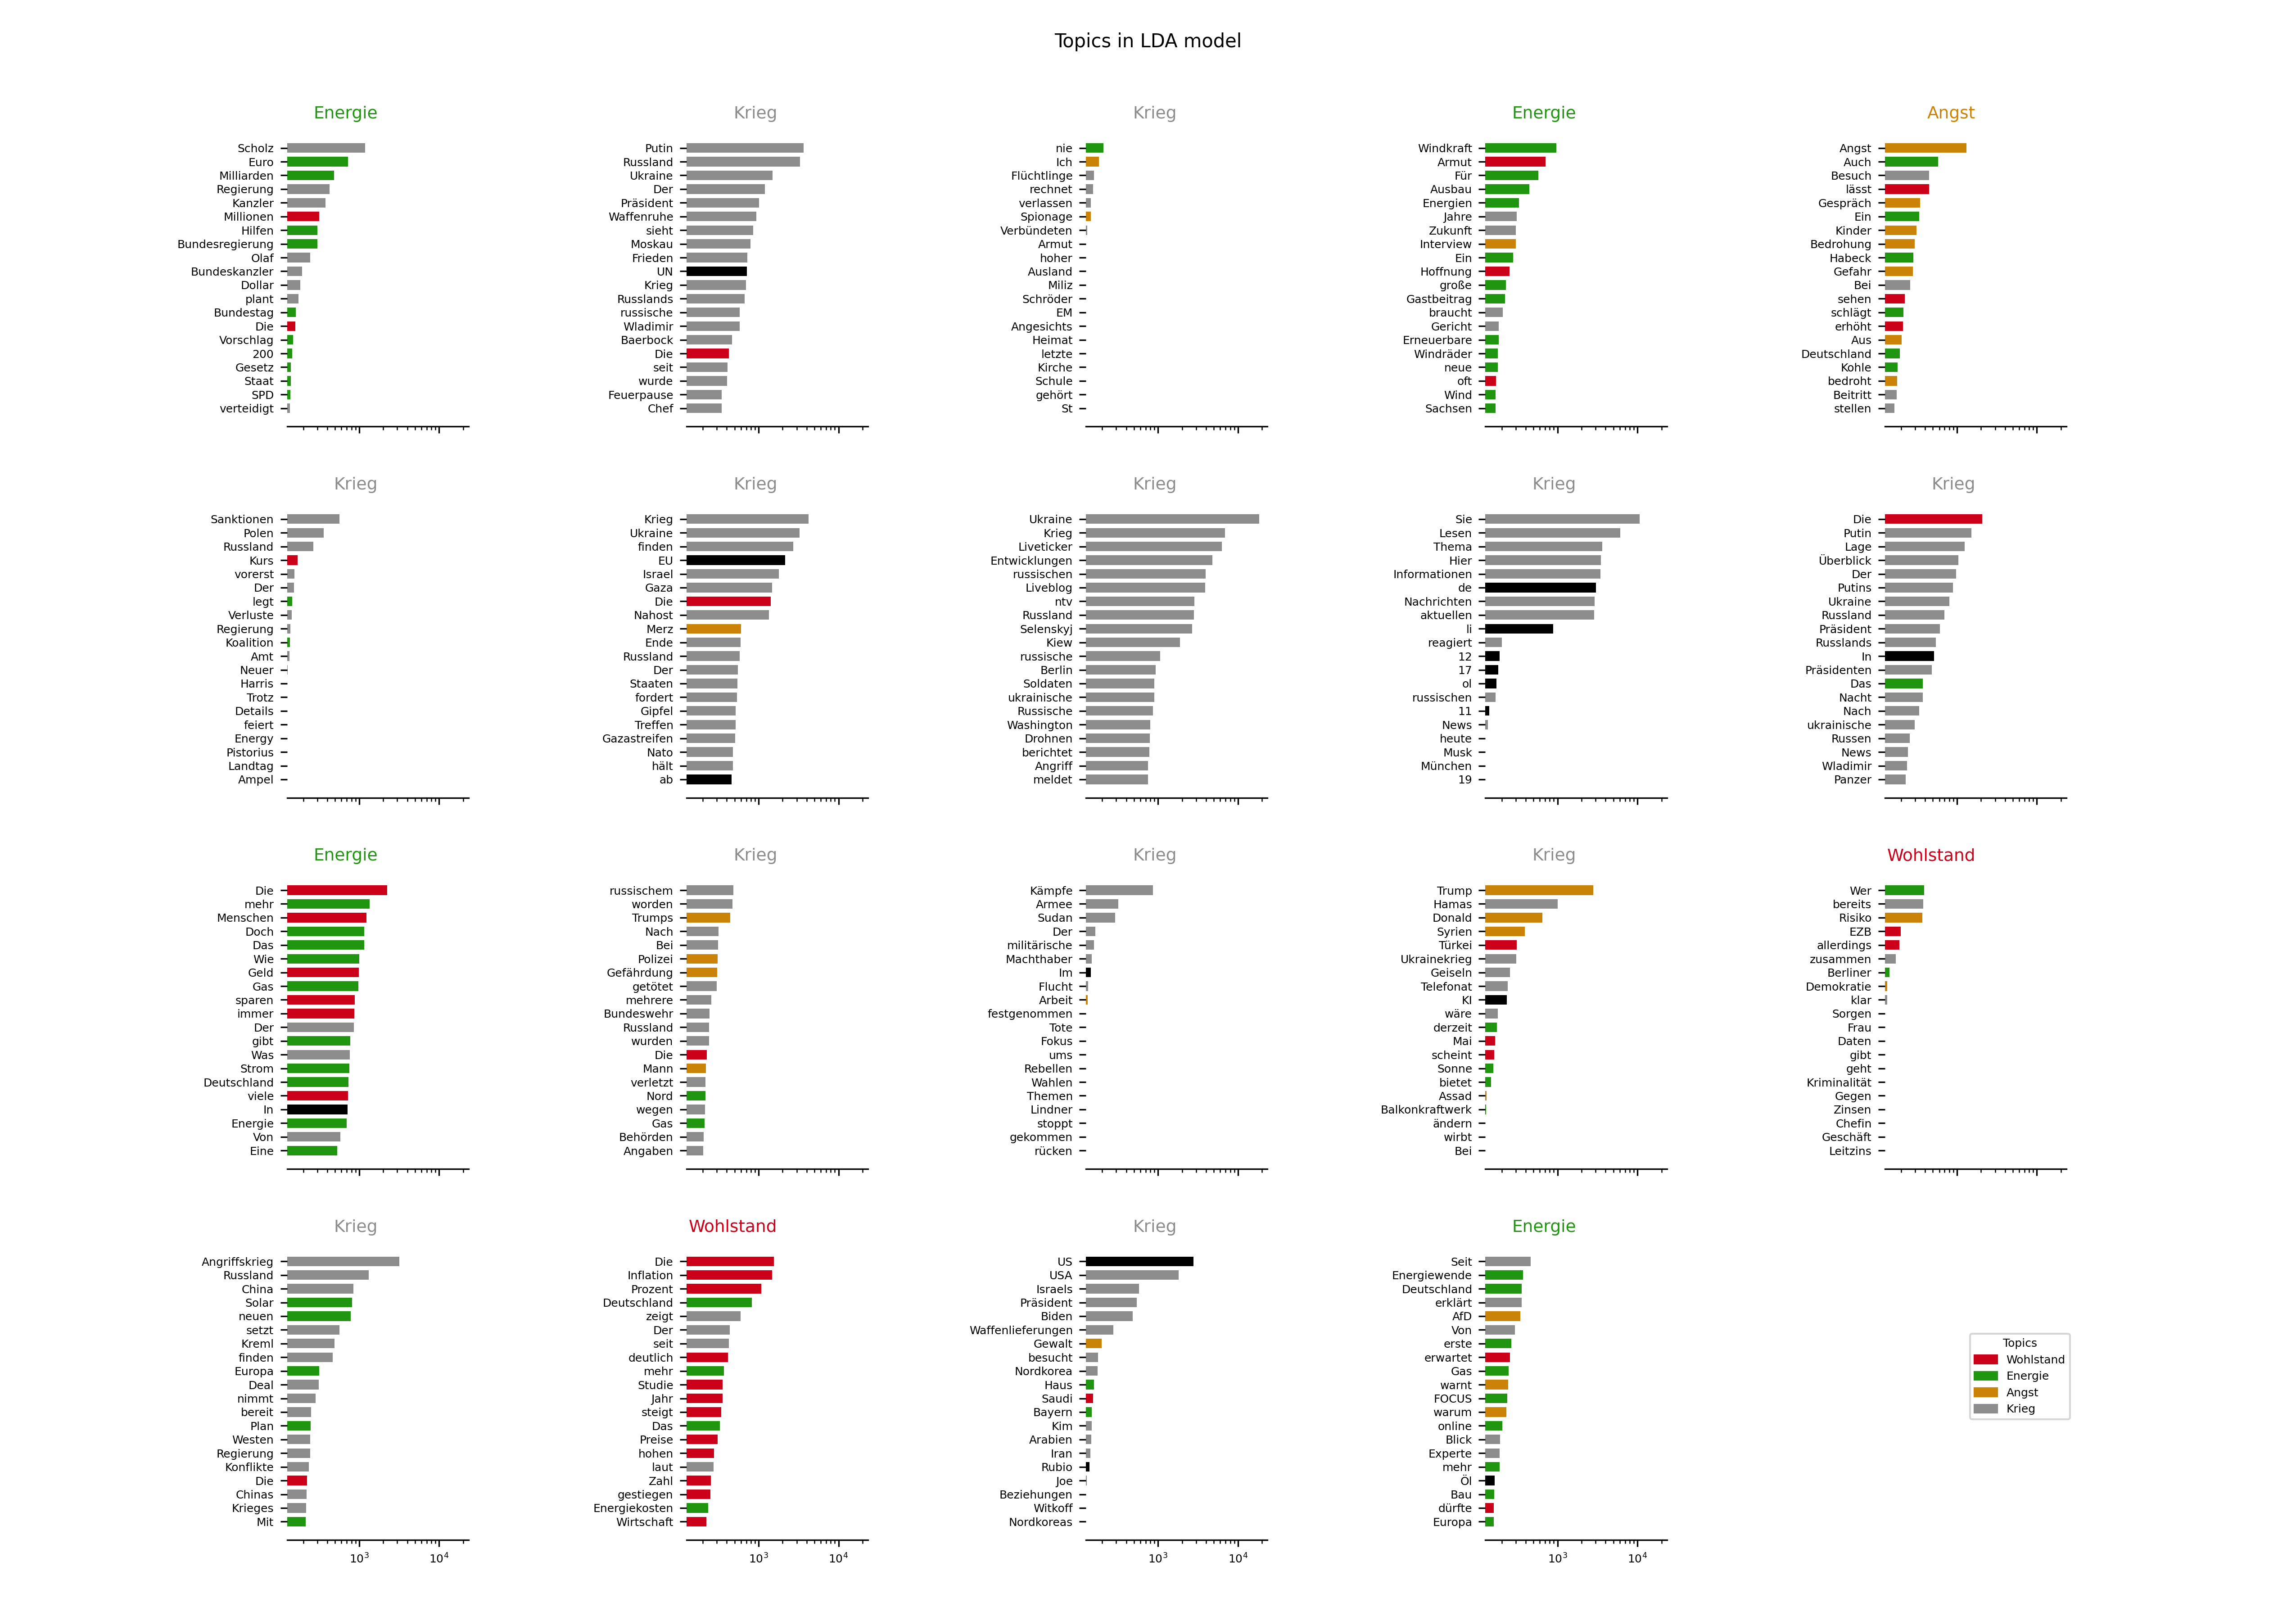 Topics in LDA model
Energie
Scholz
Euro
Milliarden
Regierung
Kanzler
Millionen
Hilfen
Bundesregierung
Olaf
Bundeskanzler
Dollar
plant
Bundestag
Die
Vorschlag
200
Gesetz
Staat
SPD
verteidigt
Krieg
Putin
Russland
Ukraine
Der
Präsident
Waffenruhe
sieht
Moskau
Frieden
UN
Krieg
Russlands
russische
Wladimir
Baerbock
Die
seit
wurde
Feuerpause
Chef
Krieg
nie
Ich
Flüchtlinge
rechnet
verlassen
Spionage
Verbündeten
Armut
hoher
Ausland
Miliz
Schröder
EM
Angesichts
Heimat
letzte
Kirche
Schule
gehört
St
Energie
Windkraft
Armut
Für
Ausbau
Energien
Jahre
Zukunft
Interview
Ein
Hoffnung
große
Gastbeitrag
braucht
Gericht
Erneuerbare
Windräder
neue
oft
Wind
Sachsen
Angst
Angst
Auch
Besuch
lässt
Gespräch
Ein
Kinder
Bedrohung
Habeck
Gefahr
Bei
sehen
schlägt
erhöht
Aus
Deutschland
Kohle
bedroht
Beitritt
stellen
Krieg
Sanktionen
Polen
Russland
Kurs
vorerst
Der
legt
Verluste
Regierung
Koalition
Amt
Neuer
Harris
Trotz
Details
feiert
Energy
Pistorius
Landtag
Ampel
Krieg
Krieg
Ukraine
finden
EU
Israel
Gaza
Die
Nahost
Merz
Ende
Russland
Der
Staaten
fordert
Gipfel
Treffen
Gazastreifen
Nato
hält
ab
Krieg
Ukraine
Krieg
Liveticker
Entwicklungen
russischen
Liveblog
ntv
Russland
Selenskyj
Kiew
russische
Berlin
Soldaten
ukrainische
Russische
Washington
Drohnen
berichtet
Angriff
meldet
Krieg
Sie
Lesen
Thema
Hier
Informationen
de
Nachrichten
aktuellen
li
reagiert
12
17
ol
russischen
11
News
heute
Musk
München
19
Krieg
Die
Putin
Lage
Überblick
Der
Putins
Ukraine
Russland
Präsident
Russlands
In
Präsidenten
Das
Nacht
Nach
ukrainische
Russen
News
Wladimir
Panzer
Energie
Die
mehr
Menschen
Doch
Das
Wie
Geld
Gas
sparen
immer
Der
gibt
Was
Strom
Deutschland
viele
In
Energie
Von
Eine
Krieg
russischem
worden
Trumps
Nach
Bei
Polizei
Gefährdung
getötet
mehrere
Bundeswehr
Russland
wurden
Die
Mann
verletzt
Nord
wegen
Gas
Behörden
Angaben
Krieg
Kämpfe
Armee
Sudan
Der
militärische
Machthaber
Im
Flucht
Arbeit
festgenommen
Tote
Fokus
ums
Rebellen
Wahlen
Themen
Lindner
stoppt
gekommen
rücken
Krieg
Trump
Hamas
Donald
Syrien
Türkei
Ukrainekrieg
Geiseln
Telefonat
KI
wäre
derzeit
Mai
scheint
Sonne
bietet
Assad
Balkonkraftwerk
ändern
wirbt
Bei
Wohlstand
Wer
bereits
Risiko
EZB
allerdings
zusammen
Berliner
Demokratie
klar
Sorgen
Frau
Daten
gibt
geht
Kriminalität
Gegen
Zinsen
Chefin
Geschäft
Leitzins
Krieg
Angriffskrieg
Russland
China
Solar
neuen
setzt
Kreml
finden
Europa
Deal
nimmt
bereit
Plan
Westen
Regierung
Konflikte
Die
Chinas
Krieges
Mit
10³ 10⁴
Wohlstand
Die
Inflation
Prozent
Deutschland
zeigt
Der
seit
deutlich
mehr
Studie
Jahr
steigt
Das
Preise
hohen
laut
Zahl
gestiegen
Energiekosten
Wirtschaft
10³ 10⁴
Krieg
US
USA
Israels
Präsident
Biden
Waffenlieferungen
Gewalt
besucht
Nordkorea
Haus
Saudi
Bayern
Kim
Arabien
Iran
Rubio
Joe
Beziehungen
Witkoff
Nordkoreas
10³ 10⁴
Energie
Seit
Energiewende
Deutschland
erklärt
AfD
Von
erste
erwartet
Gas
warnt
FOCUS
warum
online
Blick
Experte
mehr
Öl
Bau
dürfte
Europa
10³ 10⁴
Topics
Wohlstand
Energie
Angst
Krieg